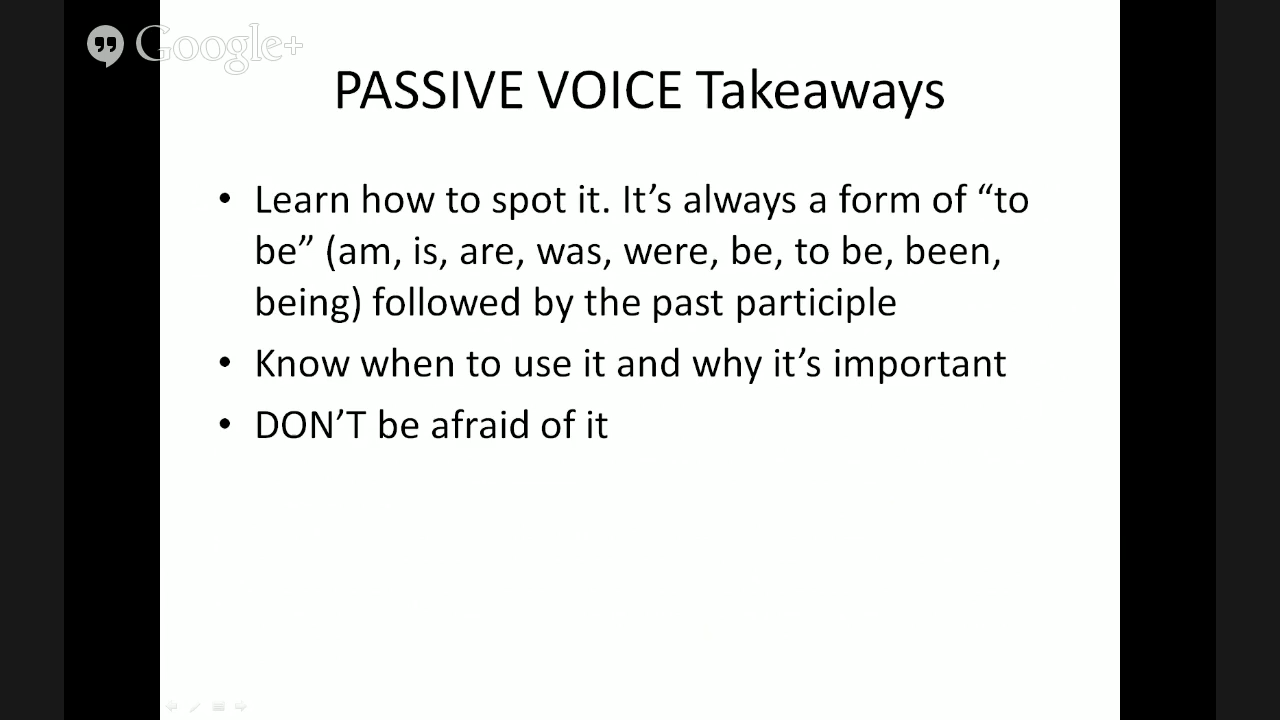 Google+
PASSIVE VOICE Takeaways
• Learn how to spot it. It’s always a form of “to
be” (am, is, are, was, were, be, to be, been,
being) followed by the past participle
• Know when to use it and why it’s important
• DON’T be afraid of it